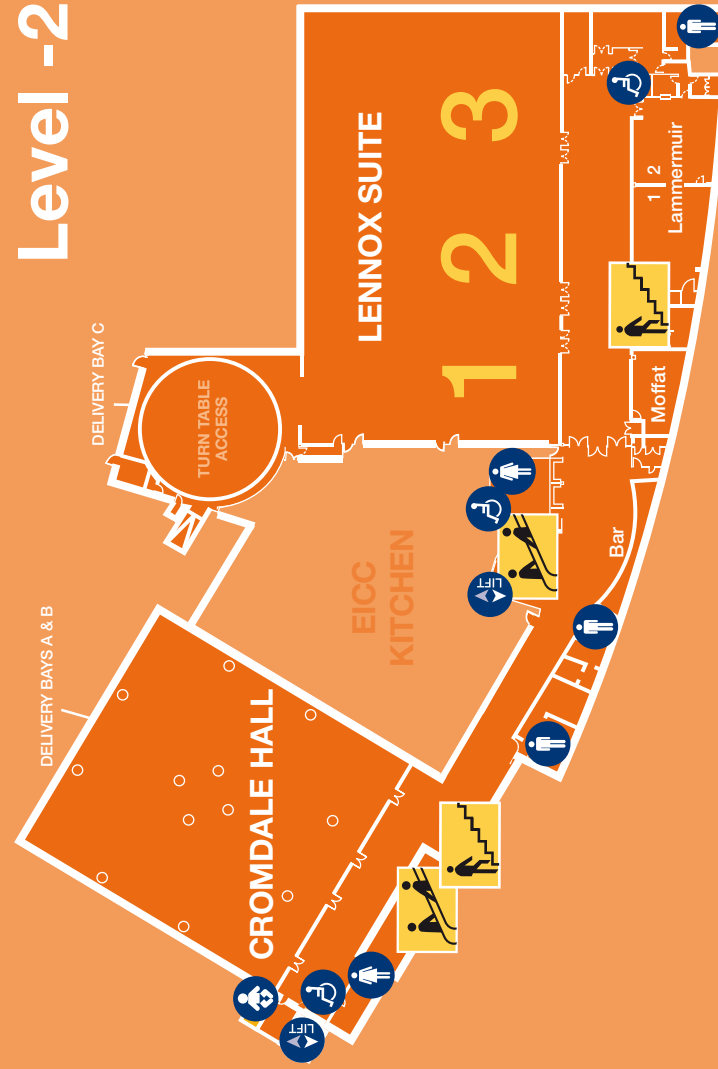 Level -2
DELIVERY BAYS A & B
DELIVERY BAY C
TURN TABLE
ACCESS
CROMDALE HALL
EICC
KITCHEN
LENNOX SUITE
1 2 3
LIFT
LIFT
Bar
Moffat
1 2
Lammermuir